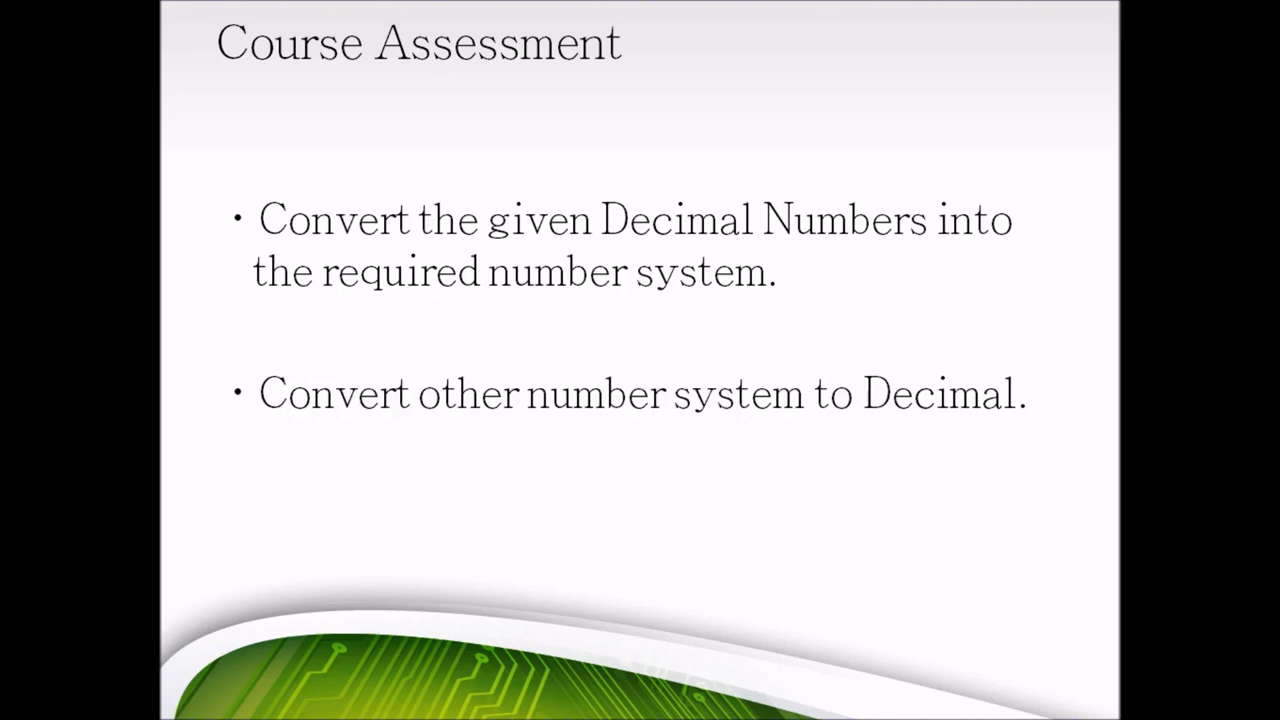 Course Assessment
• Convert the given Decimal Numbers into
the required number system.
• Convert other number system to Decimal.